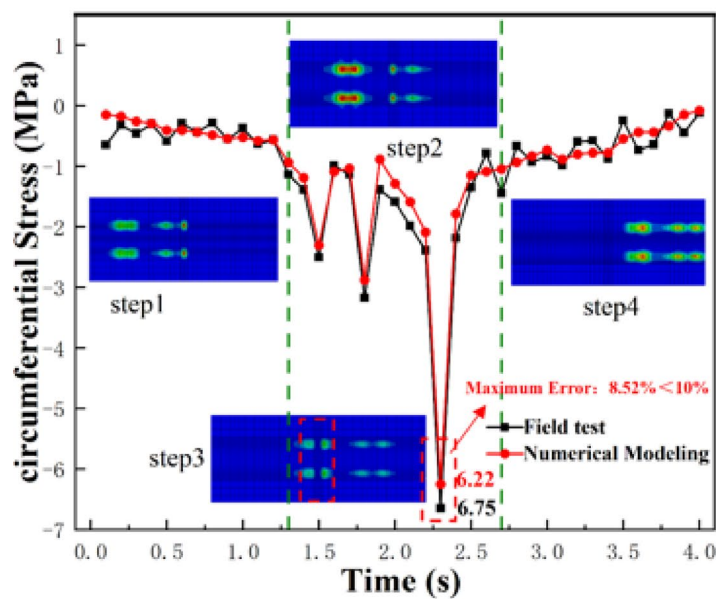 1
0
-1
-2
-3
-4
-5
-6
-7
circumferential Stress (MPa)
step2
step1
step4
step3
Maximum Error: 8.52%<10%
Field test
Numerical Modeling
6.22
6.75
0.0 0.5 1.0 1.5 2.0 2.5 3.0 3.5 4.0
Time (s)